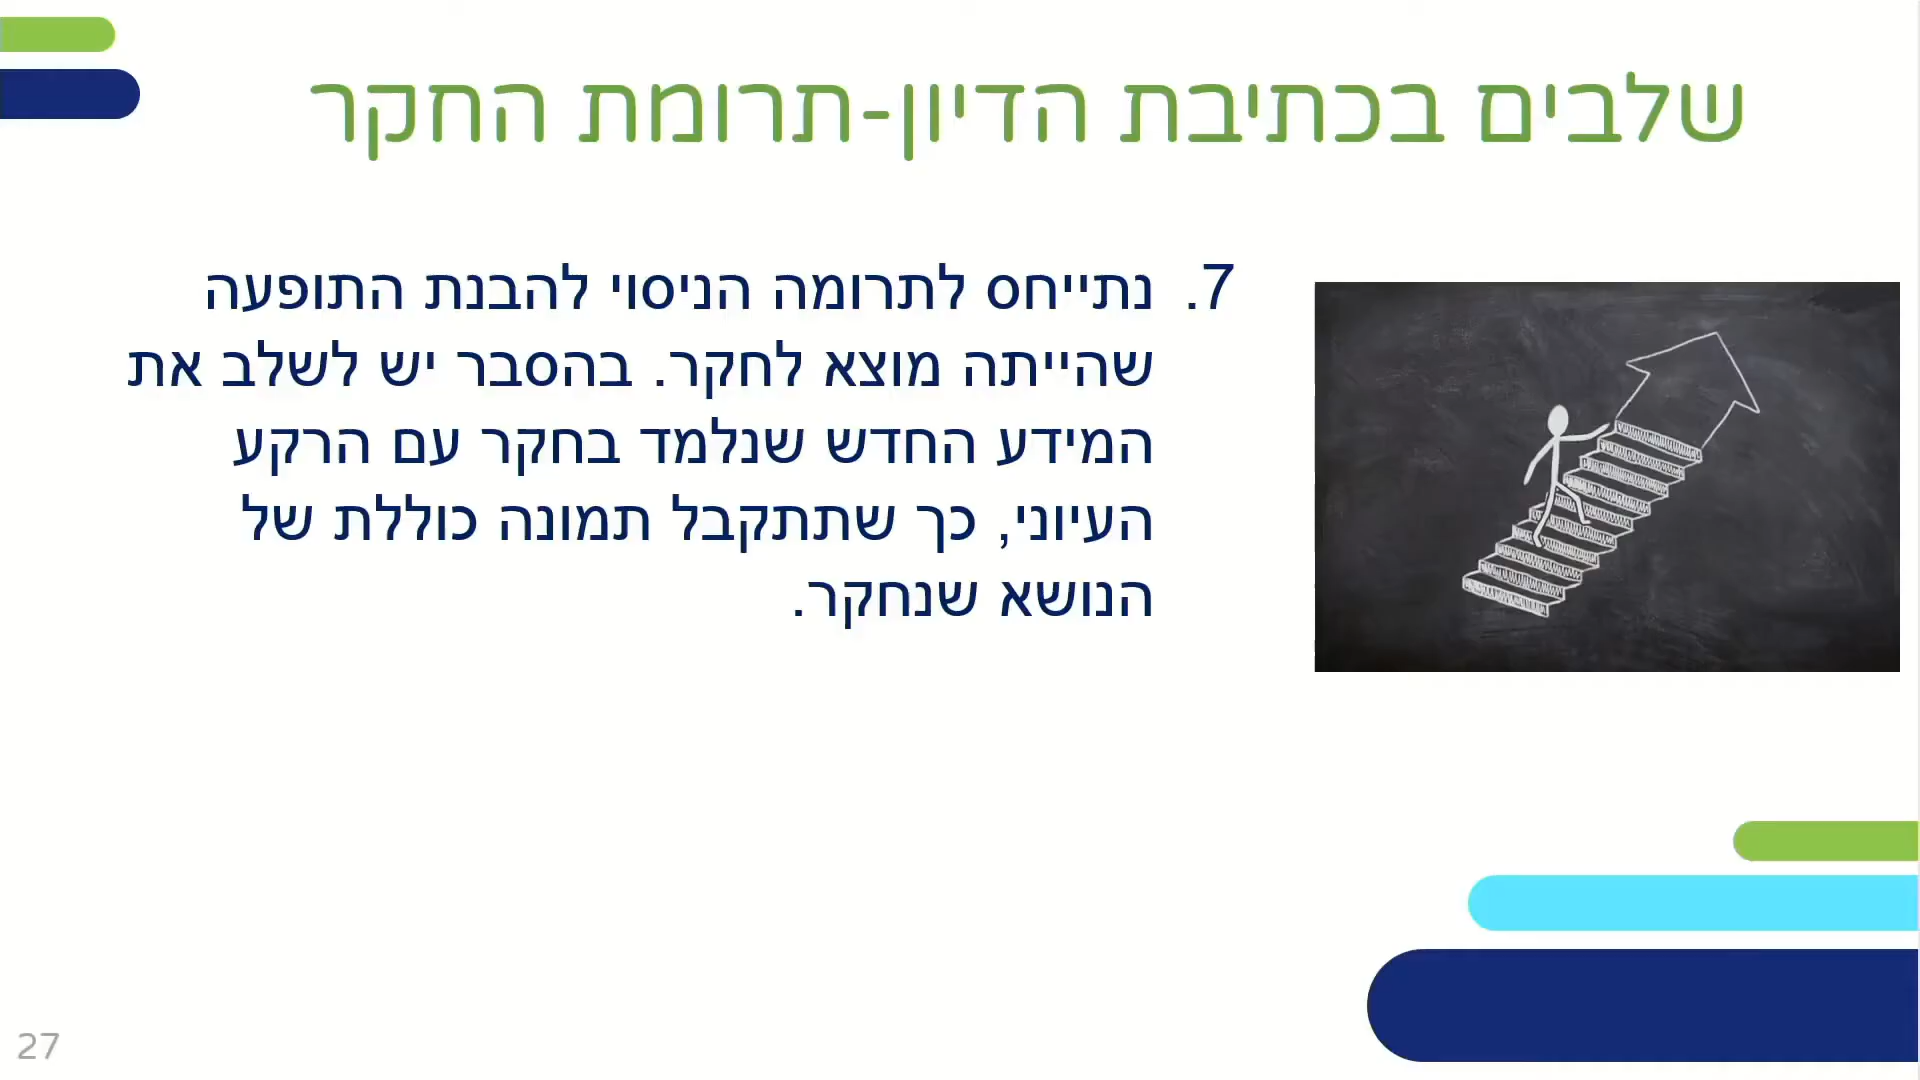 שלבים בכתיבת הדיון-תרומת החקר
7. נתייחס לתרומה הניסוי להבנת התופעה
שהייתה מוצא לחקר. בהסבר יש לשלב את
המידע החדש שנלמד בחקר עם הרקע
העיוני, כך שתתקבל תמונה כוללת של
הנושא שנחקר.
27